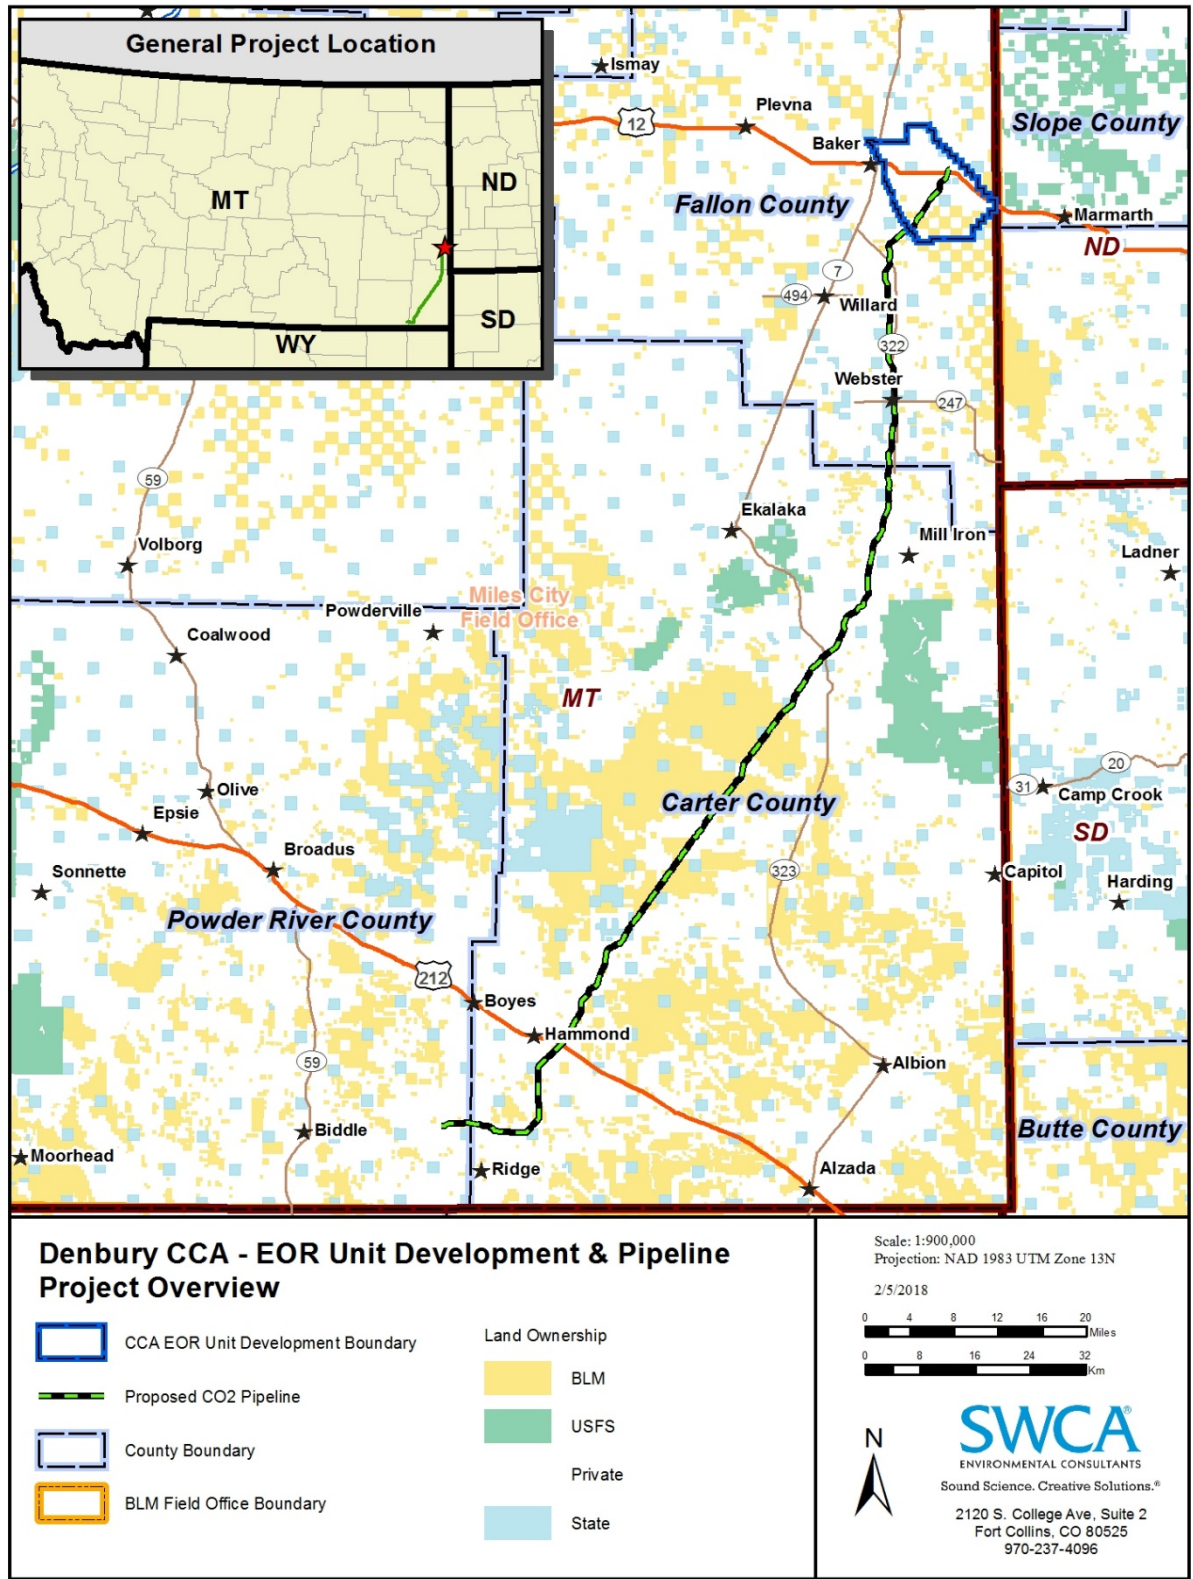 General Project Location
MT
ND
SD
WY
Ismay
Plevna
12
Baker
Slope County
Fallon County
Marmarth
ND
7
494
Willard
322
Webster
247
59
Ekalaka
Mill Iron
Volborg
Ladner
Miles City
Field Office
Powderville
Coalwood
MT
20
31
Camp Crook
Olive
Carter County
Epsie
SD
Broadus
Sonnette
323
Capitol
Harding
Powder River County
212
Boyes
Hammond
59
Albion
Biddle
Butte County
Moorhead
Ridge
Alzada
Denbury CCA - EOR Unit Development & Pipeline
Project Overview
CCA EOR Unit Development Boundary
Proposed CO2 Pipeline
County Boundary
BLM Field Office Boundary
Land Ownership
BLM
USFS
Private
State
Scale: 1:900,000
Projection: NAD 1983 UTM Zone 13N
2/5/2018
0 4 8 12 16 20
Miles
0 8 16 24 32
Km
N
SWCA®
ENVIRONMENTAL CONSULTANTS
Sound Science. Creative Solutions.®
2120 S. College Ave, Suite 2
Fort Collins, CO 80525
970-237-4096